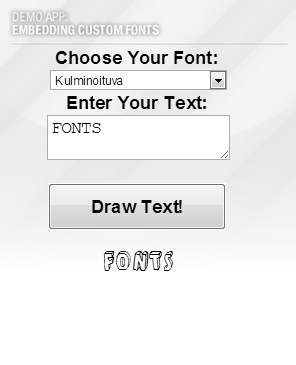 DEMO APP:
EMBEDDING CUSTOM FONTS
Choose Your Font:
Kulminoituva
Enter Your Text:
FONTS
Draw Text!
FONTS